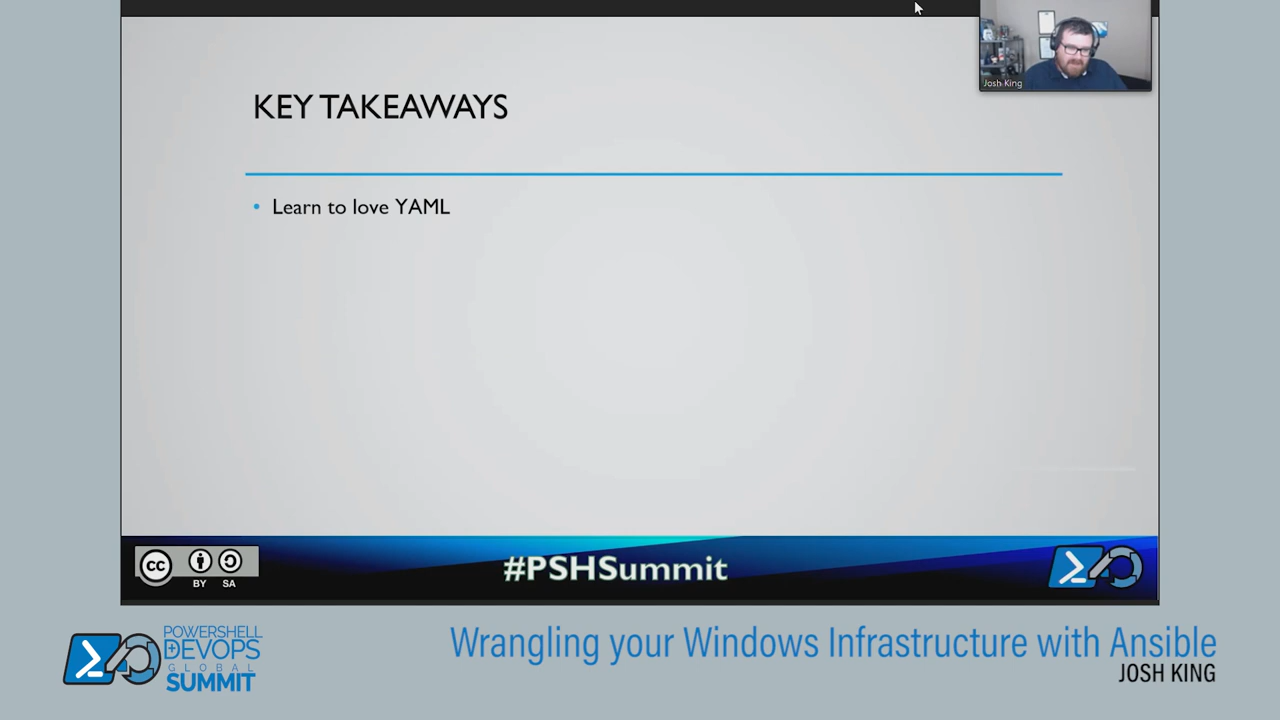 Josh King
KEY TAKEAWAYS
• Learn to love YAML
cc
BY SA
#PSHSummit
POWERSHELL
DEVOPS
GLOBAL
SUMMIT
Wrangling your Windows Infrastructure with Ansible
JOSH KING